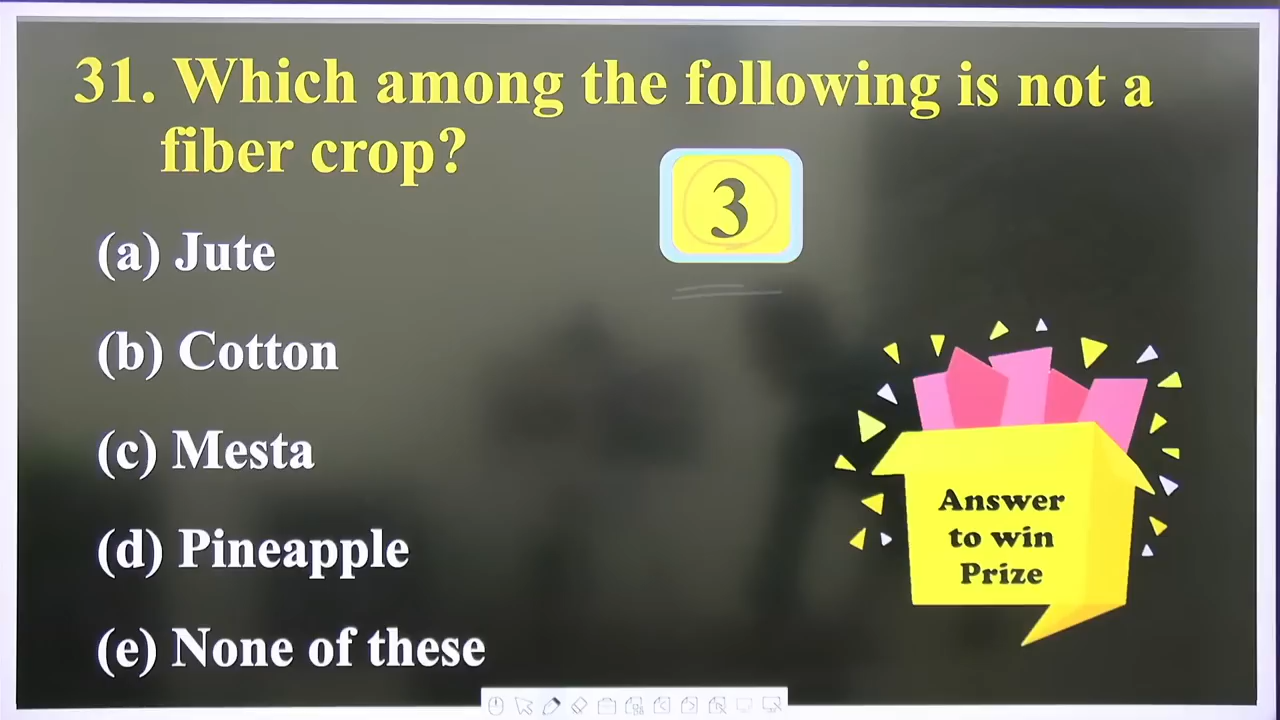 31. Which among the following is not a
fiber crop?
3
(a) Jute
(b) Cotton
(c) Mesta
(d) Pineapple
(e) None of these
Answer
to win
Prize